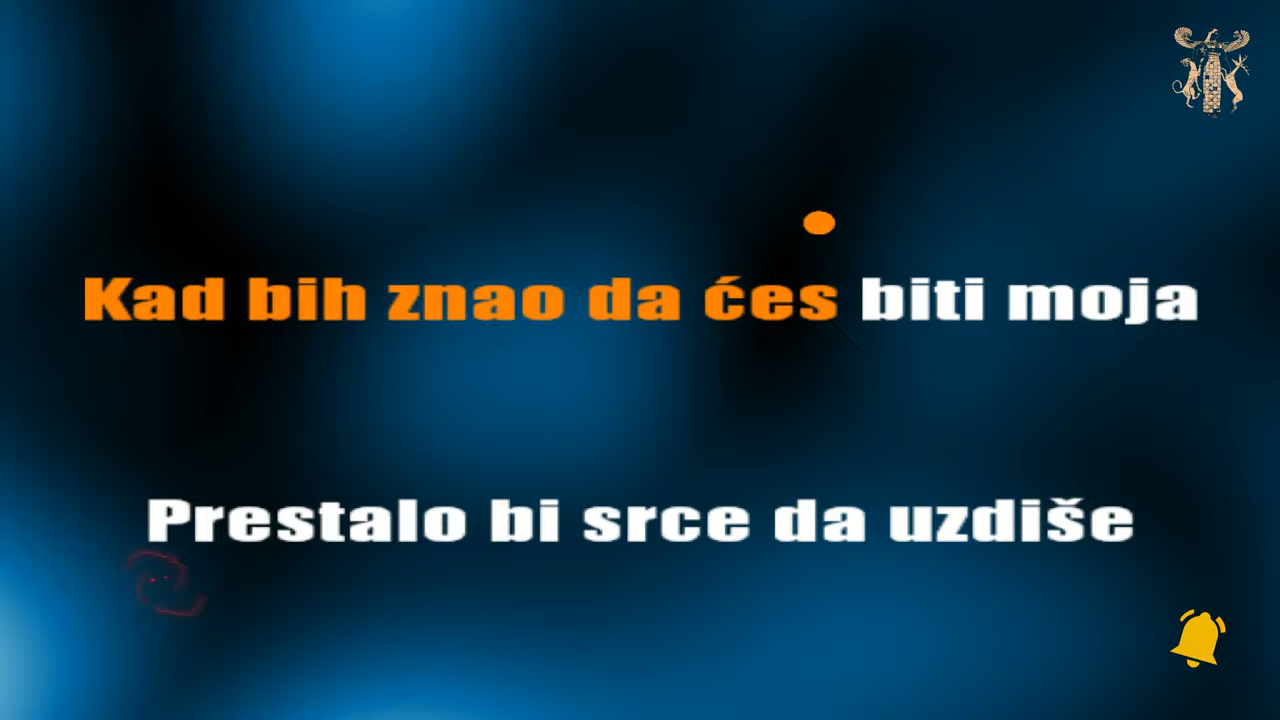 Kad bih znao da ćes biti moja
Prestalo bi srce da uzdiše